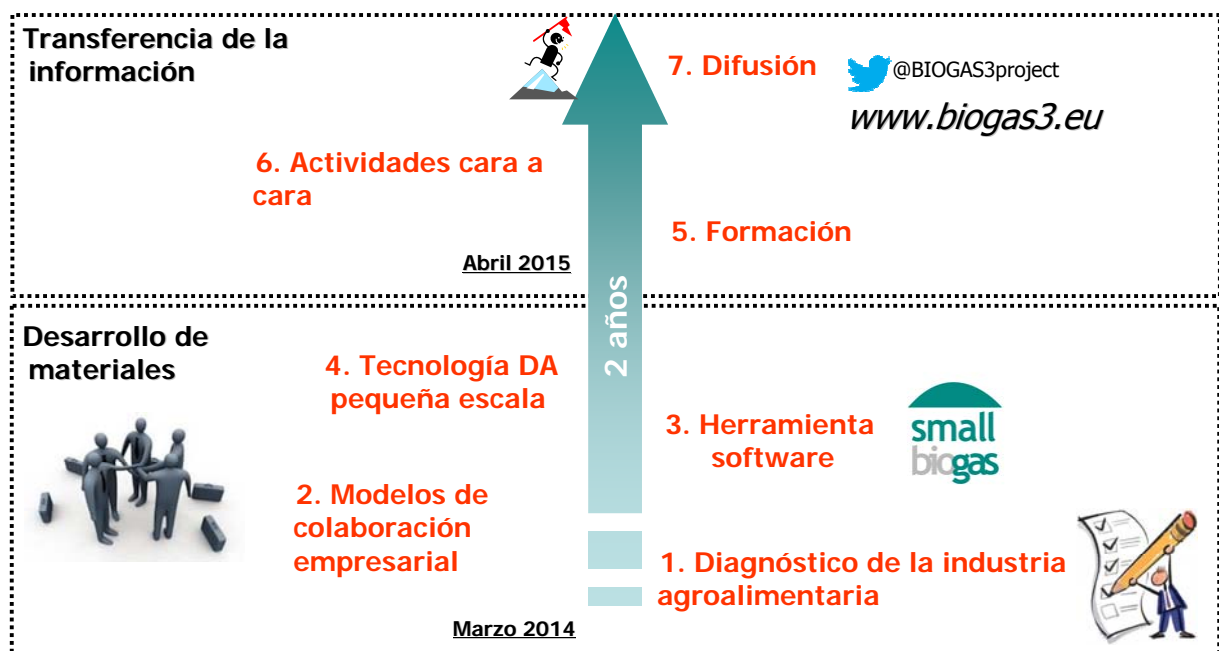 Transferencia de la
información
7. Difusión
@BIOGAS3project
www.biogas3.eu
6. Actividades cara a
cara
5. Formación
Abril 2015
2 años
Desarrollo de
materiales
4. Tecnología DA
pequeña escala
3. Herramienta
software
small
biogas
2. Modelos de
colaboración
empresarial
1. Diagnóstico de la industria
agroalimentaria
Marzo 2014